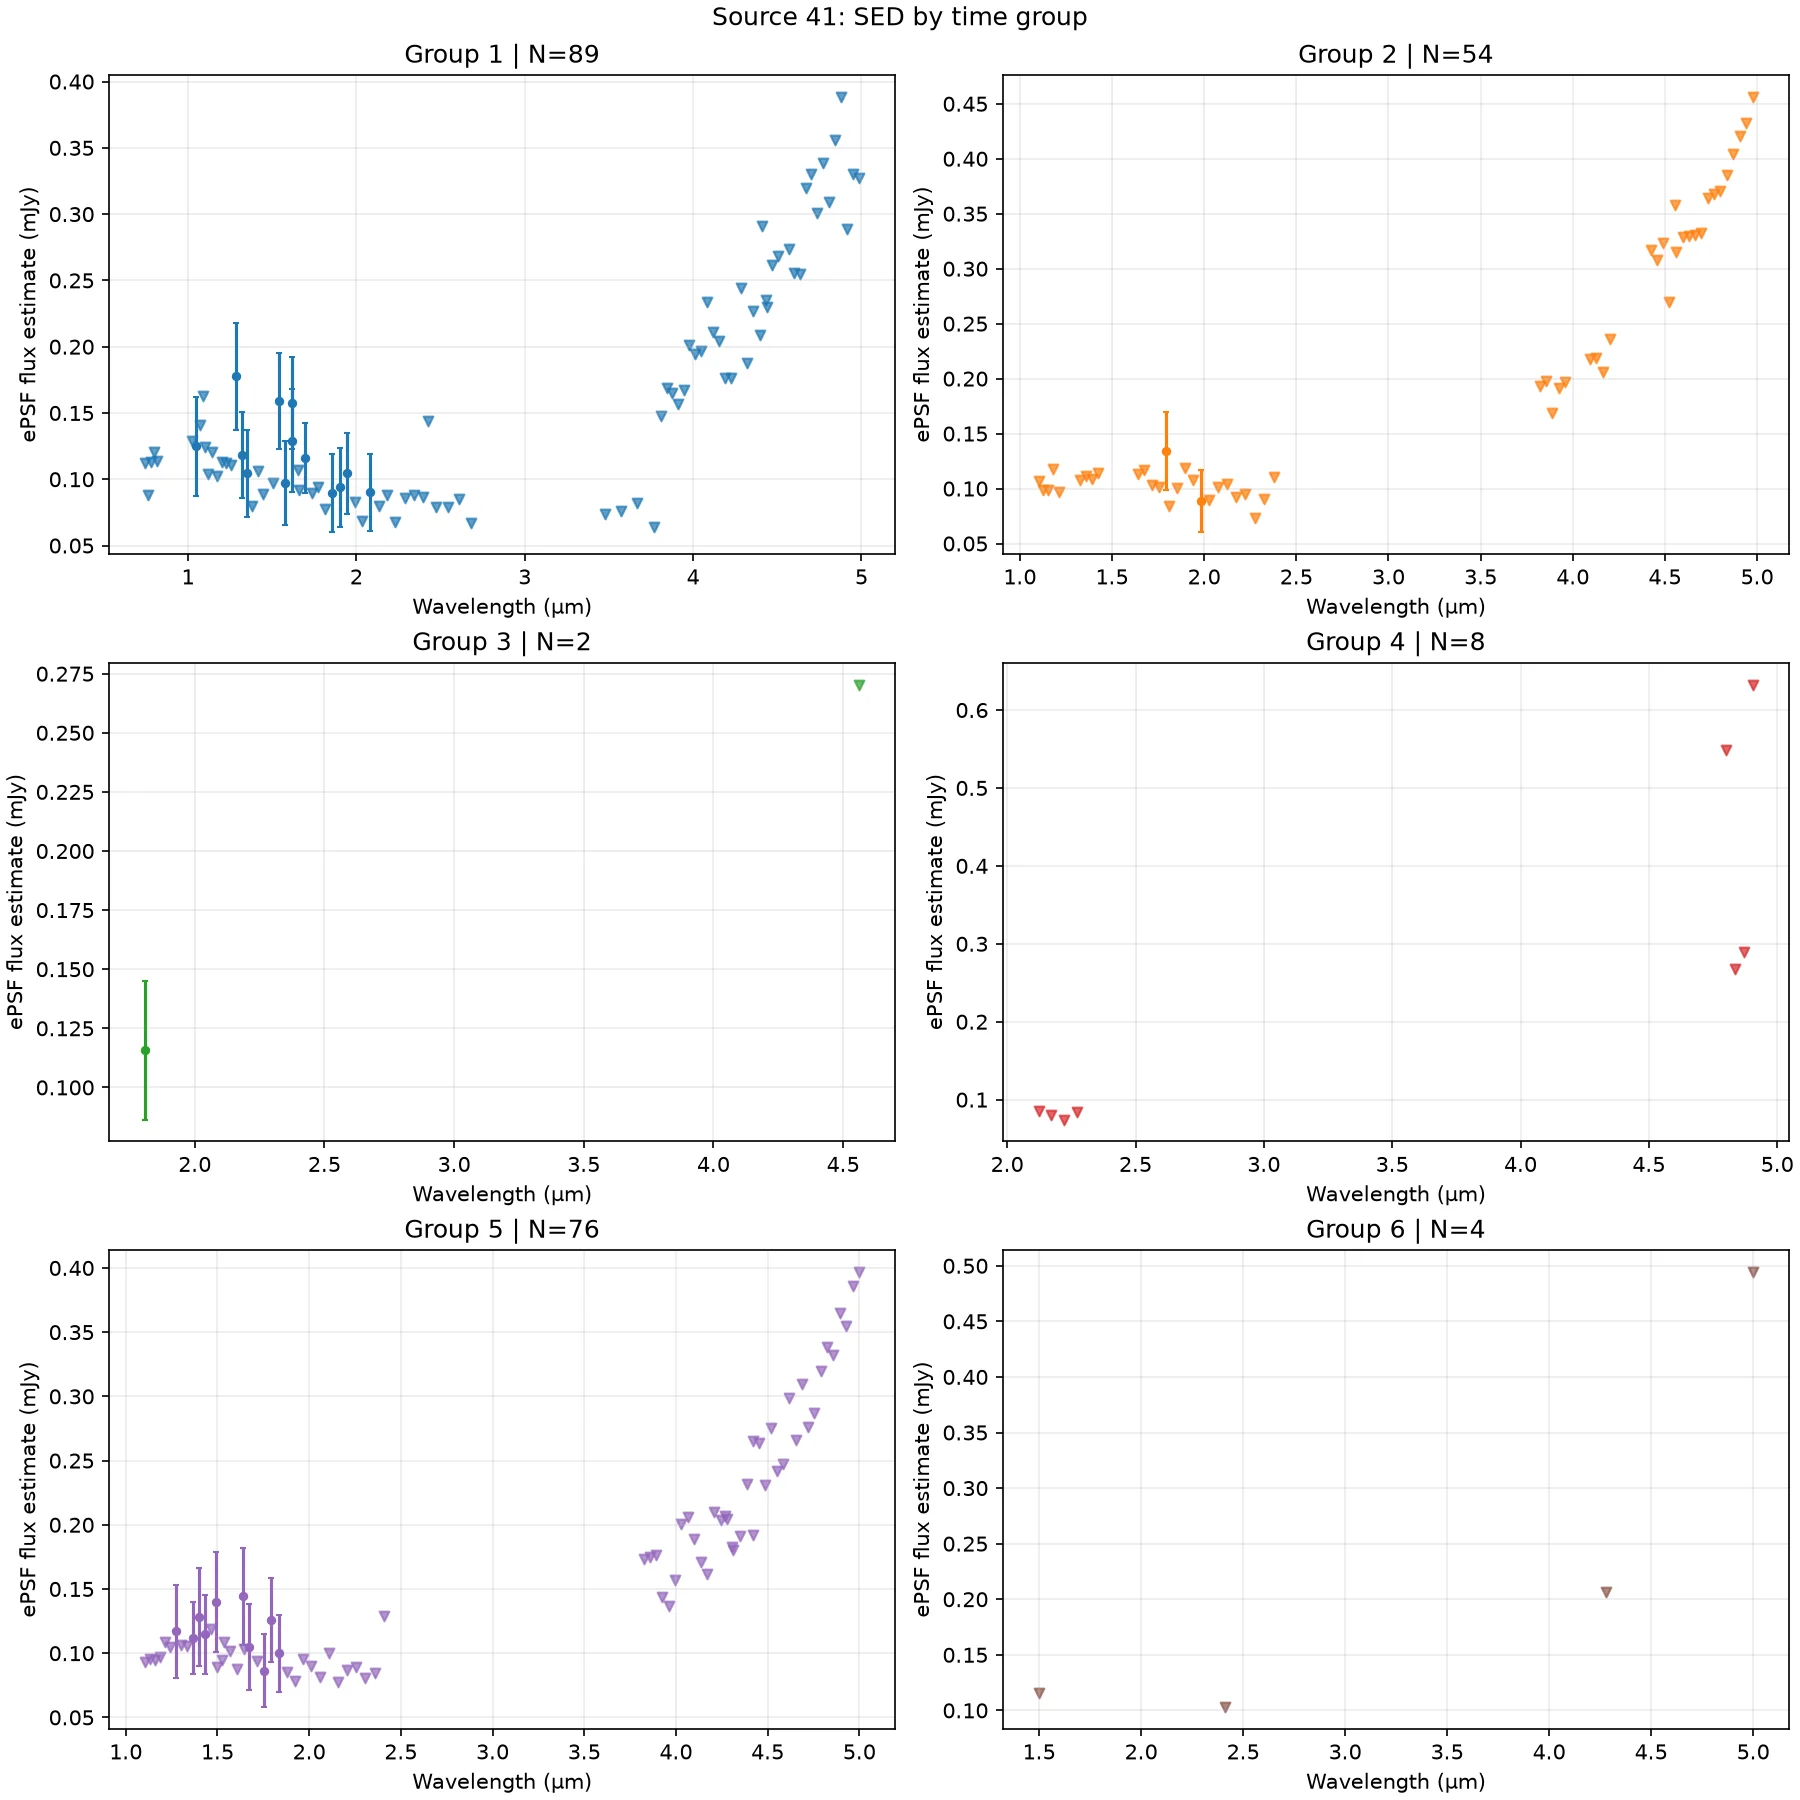 Source 41: SED by time group
Group 1 | N=89
ePSF flux estimate (mJy)
0.40
0.35
0.30
0.25
0.20
0.15
0.10
0.05
1 2 3 4 5
Wavelength (μm)
Group 2 | N=54
ePSF flux estimate (mJy)
0.45
0.40
0.35
0.30
0.25
0.20
0.15
0.10
0.05
1.0 1.5 2.0 2.5 3.0 3.5 4.0 4.5 5.0
Wavelength (μm)
Group 3 | N=2
ePSF flux estimate (mJy)
0.275
0.250
0.225
0.200
0.175
0.150
0.125
0.100
2.0 2.5 3.0 3.5 4.0 4.5
Wavelength (μm)
Group 4 | N=8
ePSF flux estimate (mJy)
0.6
0.5
0.4
0.3
0.2
0.1
2.0 2.5 3.0 3.5 4.0 4.5 5.0
Wavelength (μm)
Group 5 | N=76
ePSF flux estimate (mJy)
0.40
0.35
0.30
0.25
0.20
0.15
0.10
0.05
1.0 1.5 2.0 2.5 3.0 3.5 4.0 4.5 5.0
Wavelength (μm)
Group 6 | N=4
ePSF flux estimate (mJy)
0.50
0.45
0.40
0.35
0.30
0.25
0.20
0.15
0.10
1.5 2.0 2.5 3.0 3.5 4.0 4.5 5.0
Wavelength (μm)